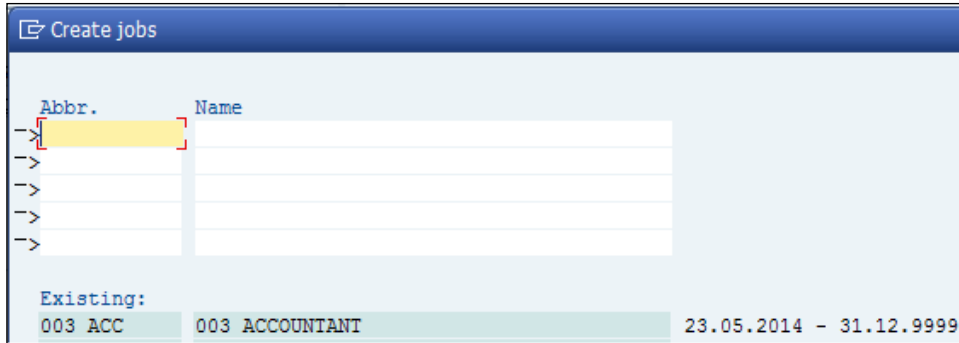 Create jobs
Abbr. Name
->
->
->
->
->
Existing:
003 ACC 003 ACCOUNTANT 23.05.2014 - 31.12.9999